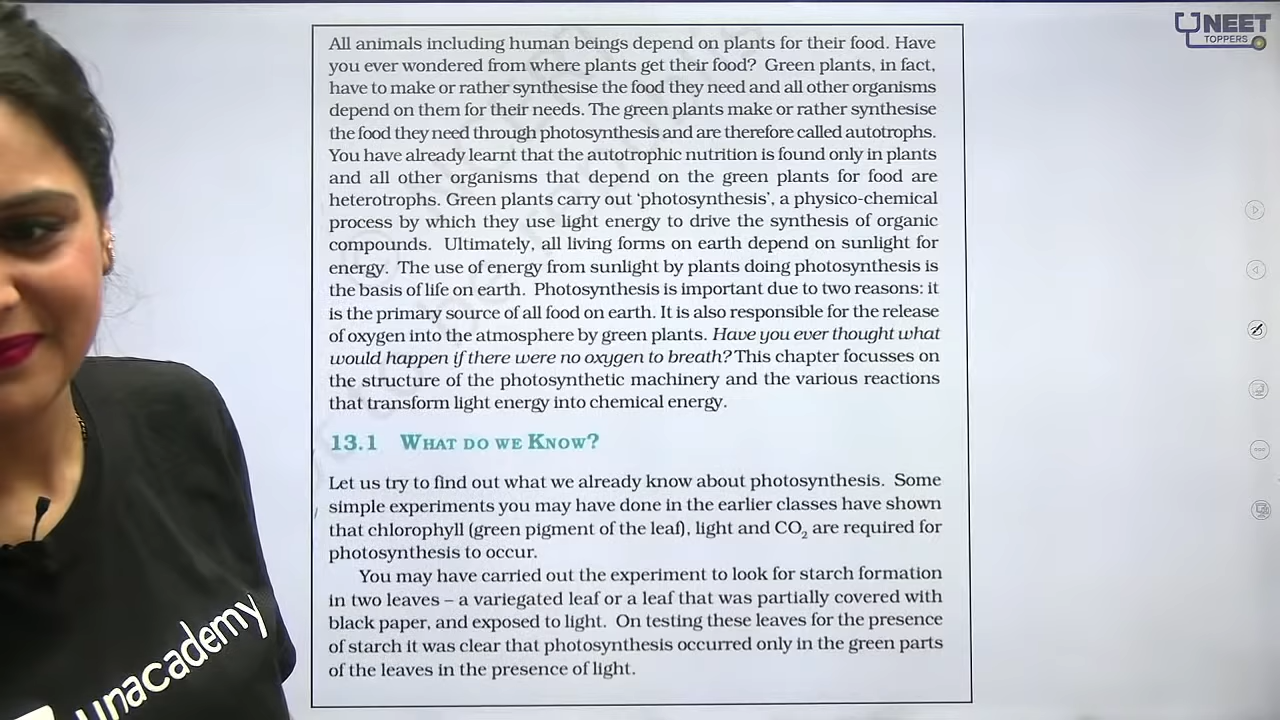 NEET
TOPPERS
All animals including human beings depend on plants for their food. Have
you ever wondered from where plants get their food? Green plants, in fact,
have to make or rather synthesise the food they need and all other organisms
depend on them for their needs. The green plants make or rather synthesise
the food they need through photosynthesis and are therefore called autotrophs.
You have already learnt that the autotrophic nutrition is found only in plants
and all other organisms that depend on the green plants for food are
heterotrophs. Green plants carry out ‘photosynthesis’, a physico-chemical
process by which they use light energy to drive the synthesis of organic
compounds. Ultimately, all living forms on earth depend on sunlight for
energy. The use of energy from sunlight by plants doing photosynthesis is
the basis of life on earth. Photosynthesis is important due to two reasons: it
is the primary source of all food on earth. It is also responsible for the release
of oxygen into the atmosphere by green plants. Have you ever thought what
would happen if there were no oxygen to breath? This chapter focusses on
the structure of the photosynthetic machinery and the various reactions
that transform light energy into chemical energy.
13.1 WHAT DO WE KNOW?
Let us try to find out what we already know about photosynthesis. Some
simple experiments you may have done in the earlier classes have shown
that chlorophyll (green pigment of the leaf), light and CO₂ are required for
photosynthesis to occur.
You may have carried out the experiment to look for starch formation
in two leaves – a variegated leaf or a leaf that was partially covered with
black paper, and exposed to light. On testing these leaves for the presence
of starch it was clear that photosynthesis occurred only in the green parts
of the leaves in the presence of light.
unacademy